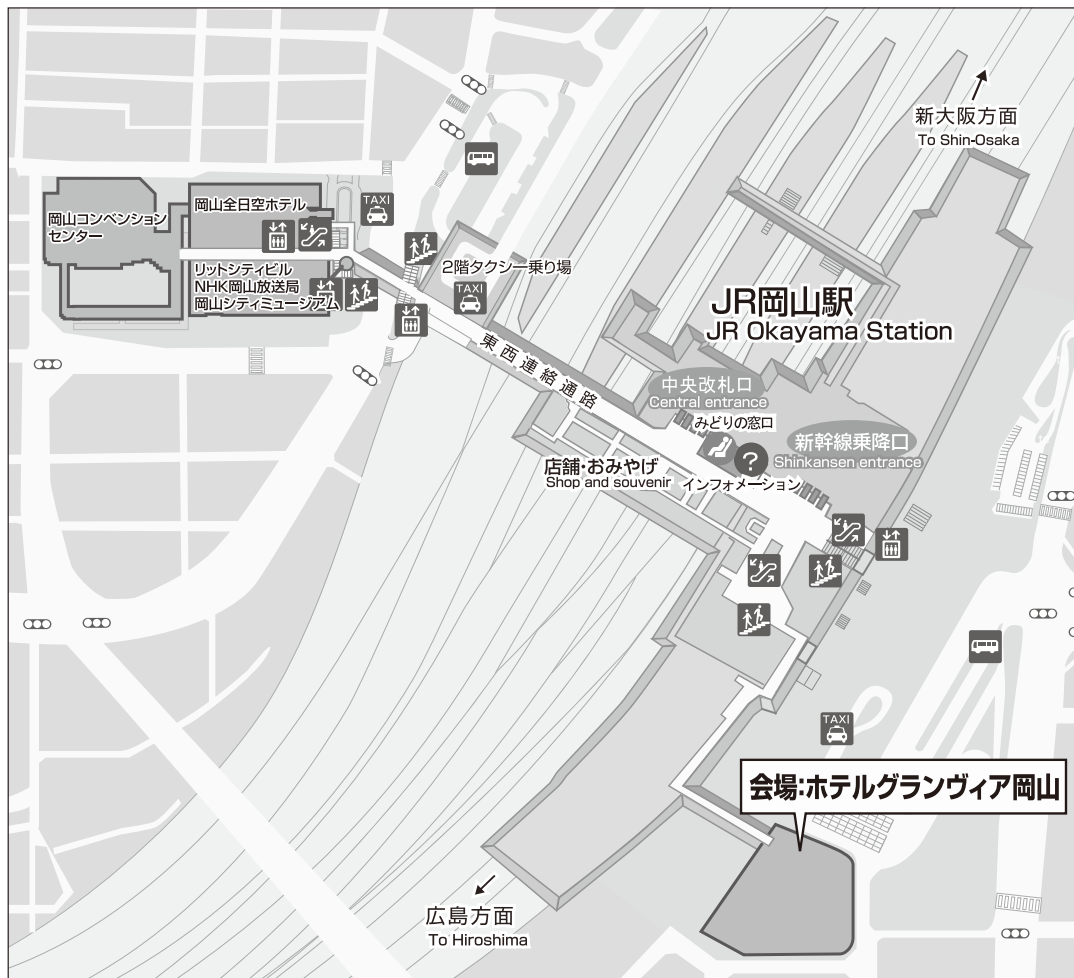 新大阪方面
To Shin-Osaka
岡山コンベンション
センター
岡山全日空ホテル
TAXI
リットシティビル
NHK岡山放送局
岡山シティミュージアム
2階タクシー乗り場
TAXI
JR岡山駅
JR Okayama Station
東西連絡通路
中央改札口
Central entrance
みどりの窓口
新幹線乗降口
Shinkansen entrance
店舗・おみやげ
Shop and souvenir
?
インフォメーション
TAXI
会場:ホテルグランヴィア岡山
広島方面
To Hiroshima